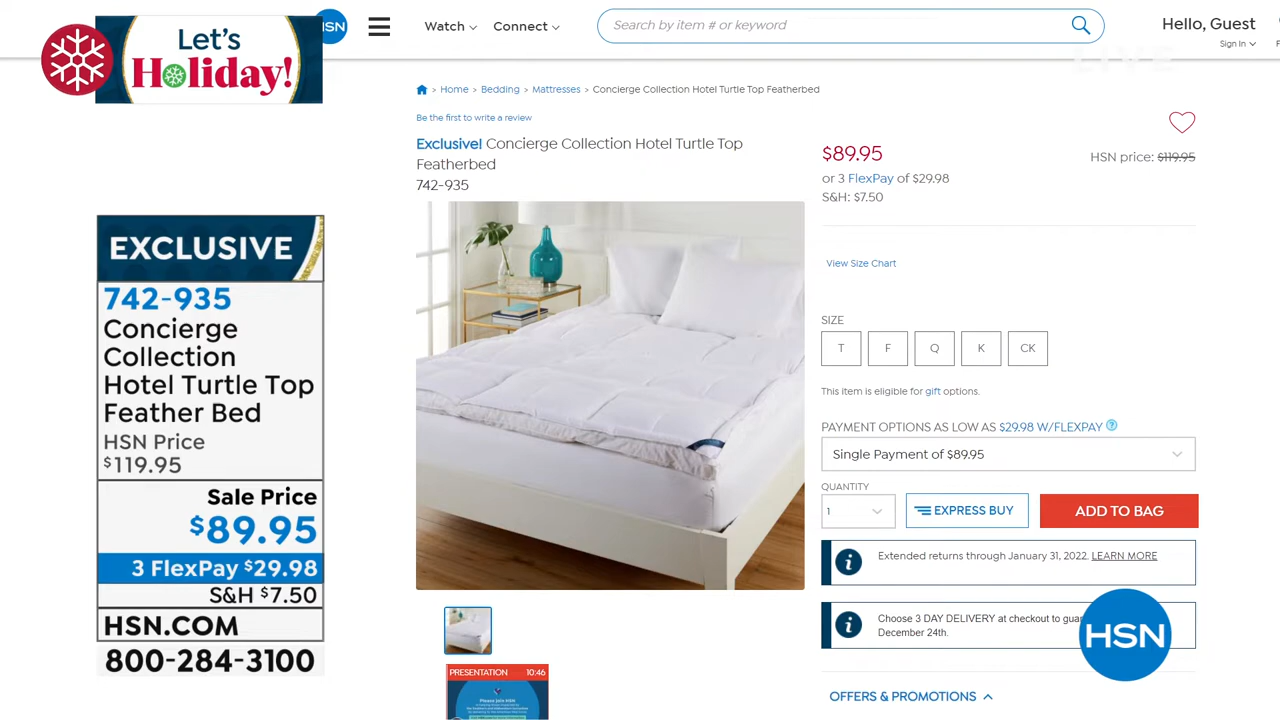 Let's
Holiday!
HSN
Watch
Connect
Search by item # or keyword
Hello, Guest
Sign In
LIVE
Home > Bedding > Mattresses > Concierge Collection Hotel Turtle Top Featherbed
Be the first to write a review
Exclusive! Concierge Collection Hotel Turtle Top
Featherbed
742-935
$89.95
HSN price: $119.95
or 3 FlexPay of $29.98
S&H: $7.50
View Size Chart
SIZE
T F Q K CK
This item is eligible for gift options.
PAYMENT OPTIONS AS LOW AS $29.98 W/FLEXPAY ?
Single Payment of $89.95
QUANTITY
1
EXPRESS BUY
ADD TO BAG
Extended returns through January 31, 2022. LEARN MORE
Choose 3 DAY DELIVERY at checkout to
December 24th.
HSN
OFFERS & PROMOTIONS
PRESENTATION 10:46
Please join HSN
EXCLUSIVE
742-935
Concierge
Collection
Hotel Turtle Top
Feather Bed
HSN Price
$119.95
Sale Price
$89.95
3 FlexPay $29.98
S&H $7.50
HSN.COM
800-284-3100